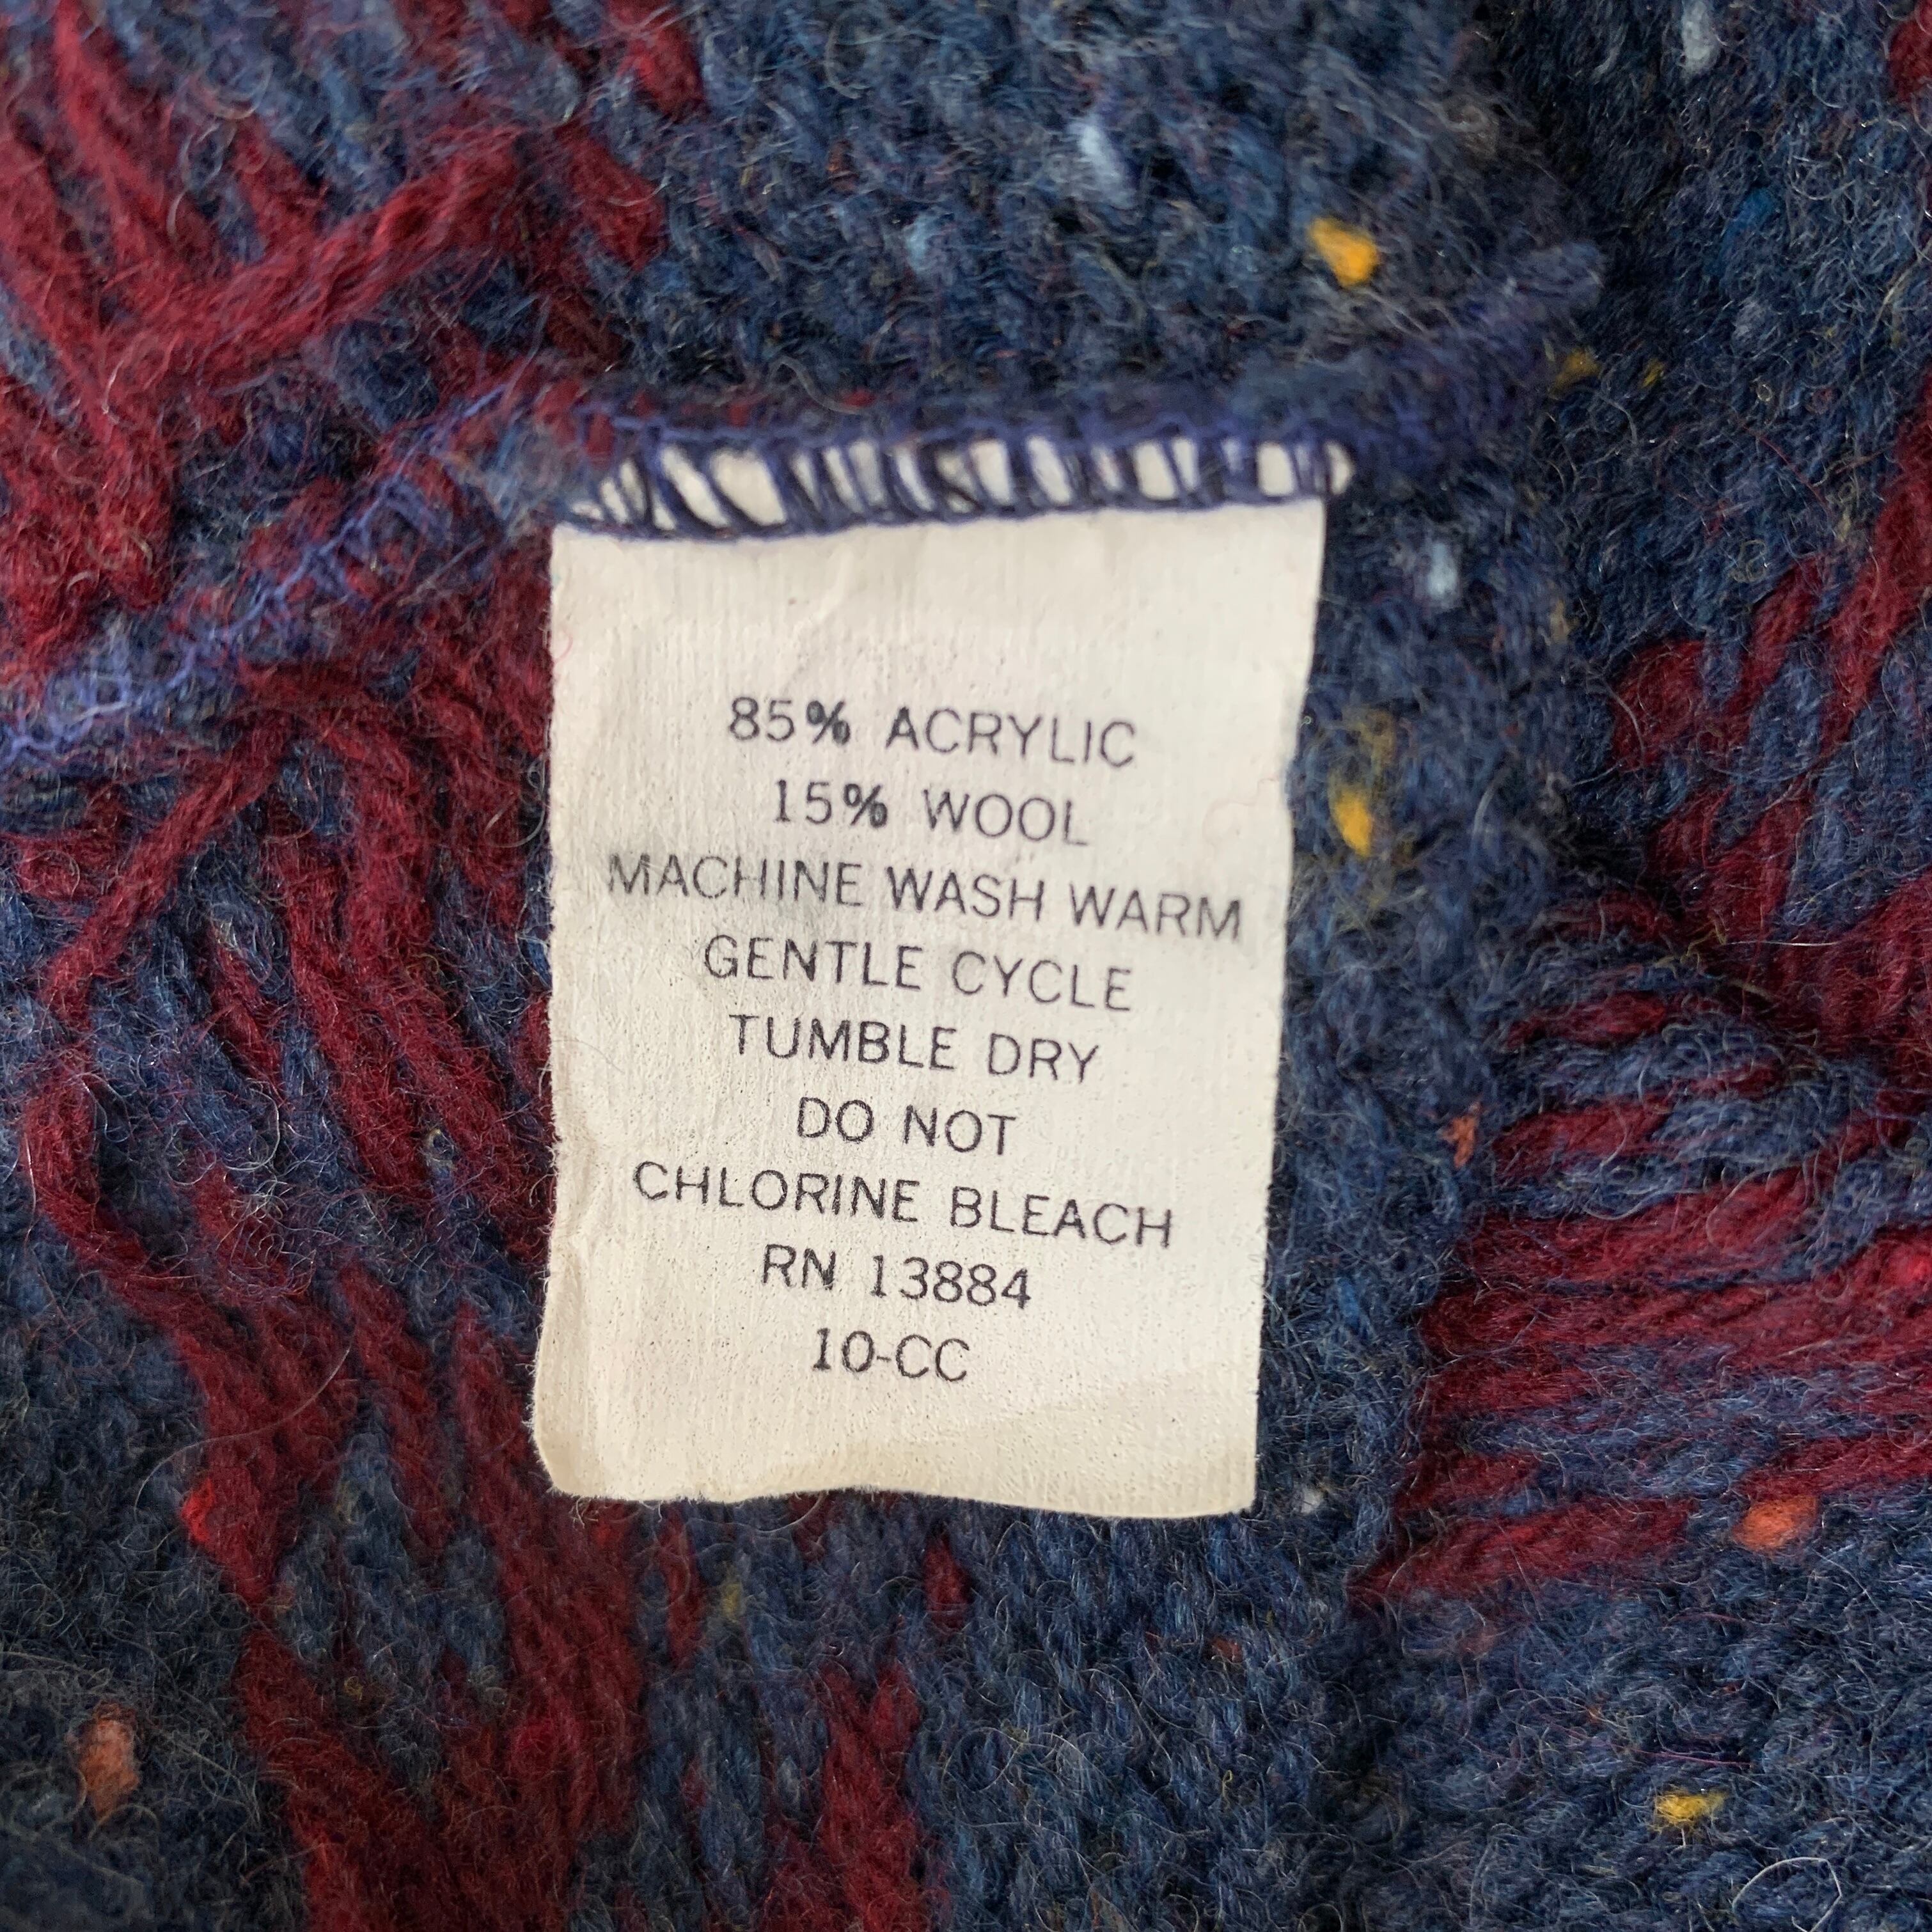 85% ACRYLIC
15% WOOL
MACHINE WASH WARM
GENTLE CYCLE
TUMBLE DRY
DO NOT
CHLORINE BLEACH
RN 13884
10-CC